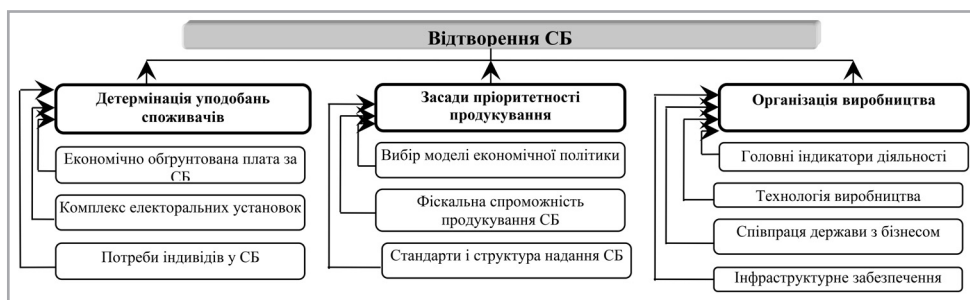 Відтворення СБ
Детермінація уподобань
споживачів
Економічно обґрунтована плата за
СБ
Комплекс електоральних установок
Потреби індивідів у СБ
Засади пріоритетності
продукування
Вибір моделі економічної політики
Фіскальна спроможність
продукування СБ
Стандарти і структура надання СБ
Організація виробництва
Головні індикатори діяльності
Технологія виробництва
Співпраця держави з бізнесом
Інфраструктурне забезпечення